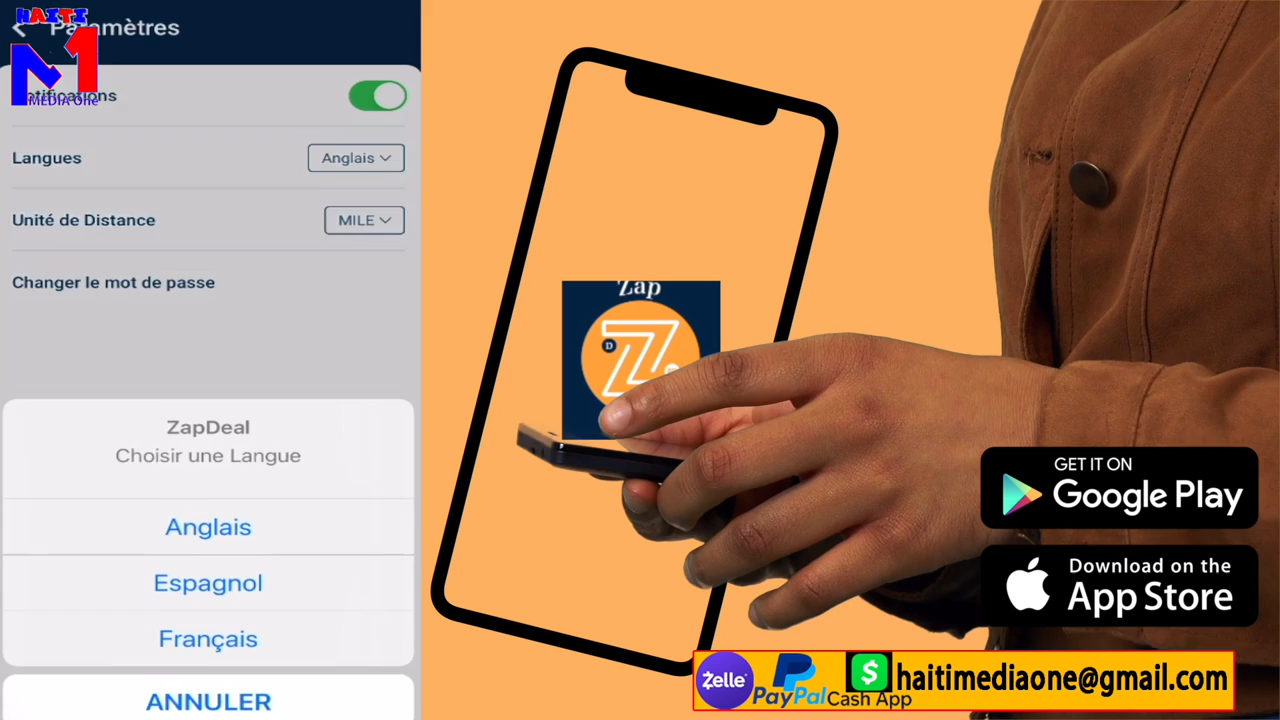 HAITI
MEDIA One
Paramètres
Notifications
Langues
Anglais
Unité de Distance
MILE
Changer le mot de passe
ZapDeal
Choisir une Langue
Anglais
Espagnol
Français
ANNULER
Zap
D
Z
GET IT ON
Google Play
Download on the
App Store
Zelle
PayPal
$
Cash App
haitimediaone@gmail.com